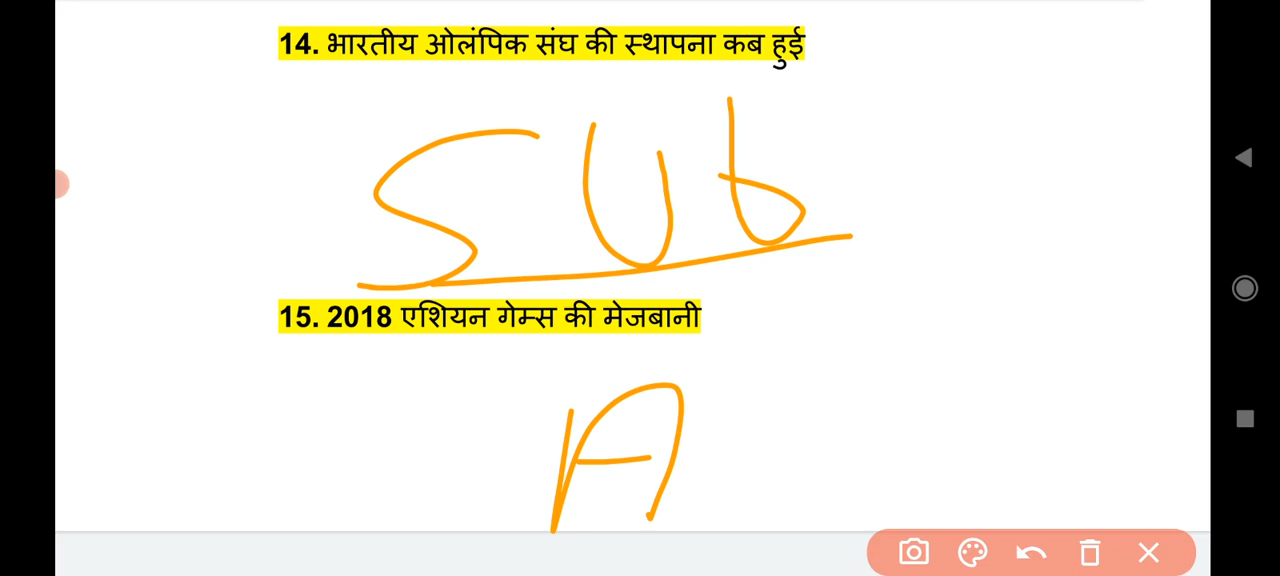 14. भारतीय ओलंपिक संघ की स्थापना कब हुई
SUb
15. 2018 एशियन गेम्स की मेजबानी
A